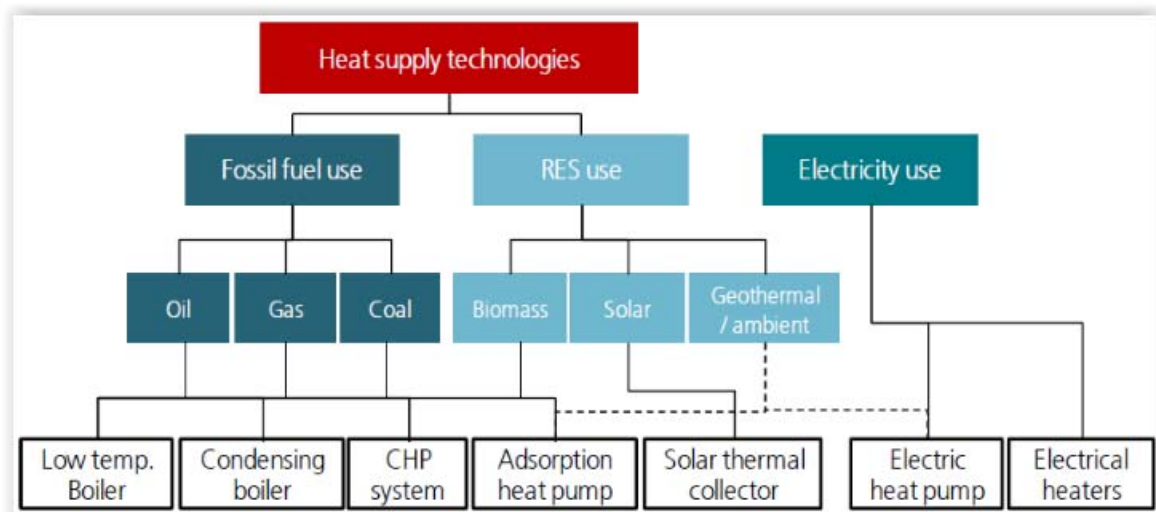 Heat supply technologies
Fossil fuel use
RES use
Electricity use
Oil
Gas
Coal
Biomass
Solar
Geothermal
/ ambient
Low temp.
Boiler
Condensing
boiler
CHP
system
Adsorption
heat pump
Solar thermal
collector
Electric
heat pump
Electrical
heaters